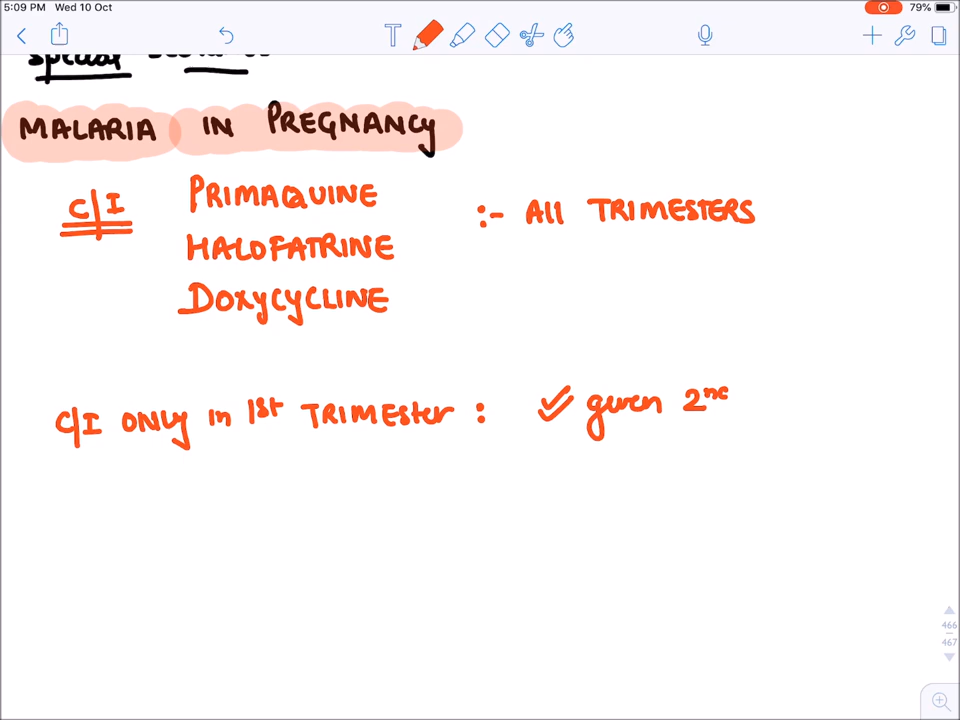 5:09 PM Wed 10 Oct 79%
T
special
MALARIA IN PREGNANCY
C/I PRIMAQUINE :- All TRIMESTERS
HALOFATRINE
DOXYCYCLINE
C/I ONLY in 1st TRIMESTER : given 2nd
466
467